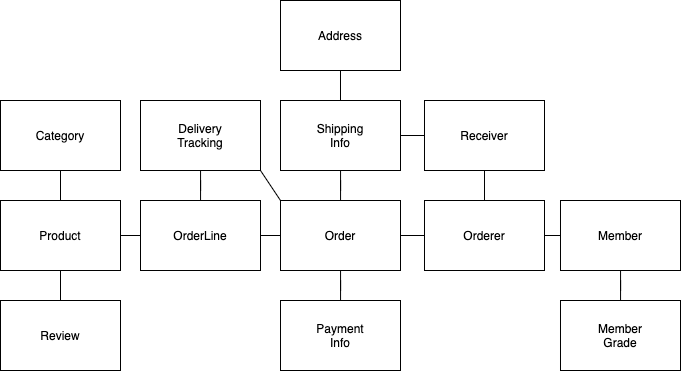 Address
Category
Delivery
Tracking
Shipping
Info
Receiver
Product
OrderLine
Order
Orderer
Member
Review
Payment
Info
Member
Grade